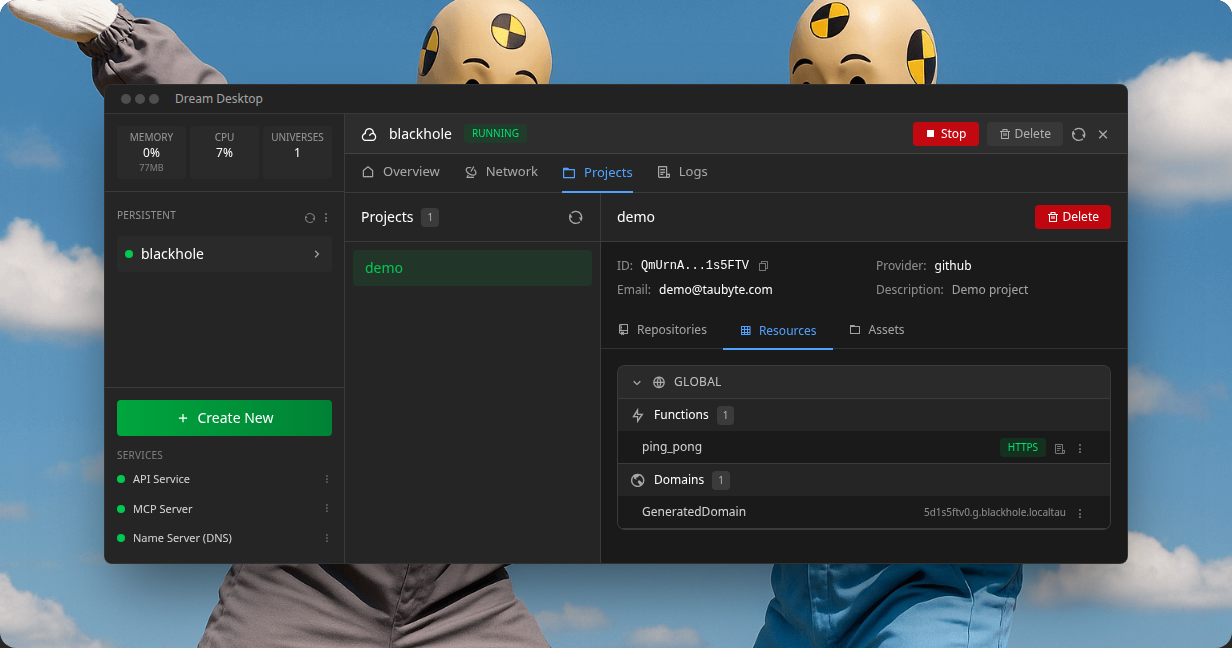 Dream Desktop
MEMORY
0%
77MB
CPU
7%
UNIVERSES
1
PERSISTENT
blackhole
Create New
SERVICES
API Service
MCP Server
Name Server (DNS)
blackhole RUNNING Stop Delete
Overview Network Projects Logs
Projects 1
demo
demo Delete
ID: QmUrnA...1s5FTV Provider: github
Email: demo@taubyte.com Description: Demo project
Repositories Resources Assets
GLOBAL
Functions 1
ping_pong HTTPS
Domains 1
GeneratedDomain 5d1s5ftv0.g.blackhole.localtau